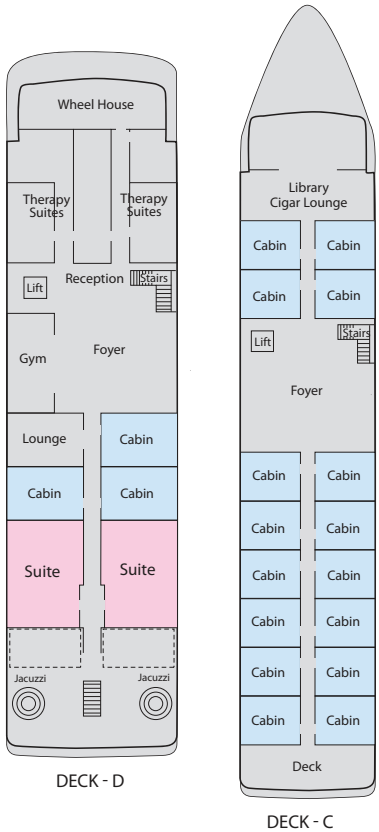 Wheel House
Therapy
Suites
Therapy
Suites
Reception
Stairs
Lift
Foyer
Gym
Lounge
Cabin
Cabin
Cabin
Suite
Suite
Jacuzzi
Jacuzzi
DECK - D
Library
Cigar Lounge
Cabin
Cabin
Cabin
Cabin
Stairs
Lift
Foyer
Cabin
Cabin
Cabin
Cabin
Cabin
Cabin
Cabin
Cabin
Cabin
Cabin
Cabin
Cabin
Deck
DECK - C